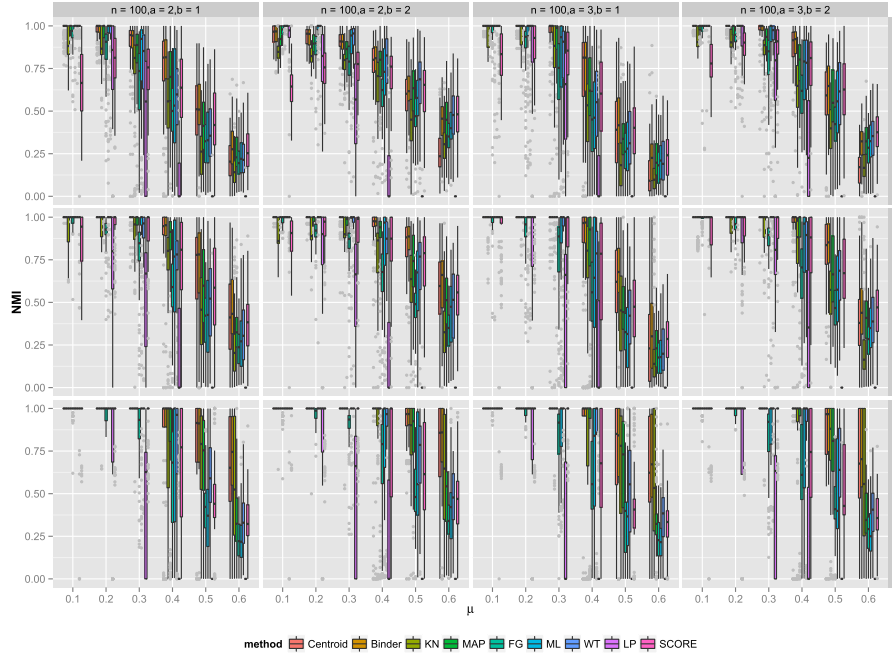 n = 100,a = 2,b = 1
n = 100,a = 2,b = 2
n = 100,a = 3,b = 1
n = 100,a = 3,b = 2
1.00
0.75
0.50
0.25
0.00
1.00
0.75
0.50
0.25
0.00
1.00
0.75
0.50
0.25
0.00
NMI
0.1 0.2 0.3 0.4 0.5 0.6
0.1 0.2 0.3 0.4 0.5 0.6
0.1 0.2 0.3 0.4 0.5 0.6
0.1 0.2 0.3 0.4 0.5 0.6
μ
method Centroid Binder KN MAP FG ML WT LP SCORE